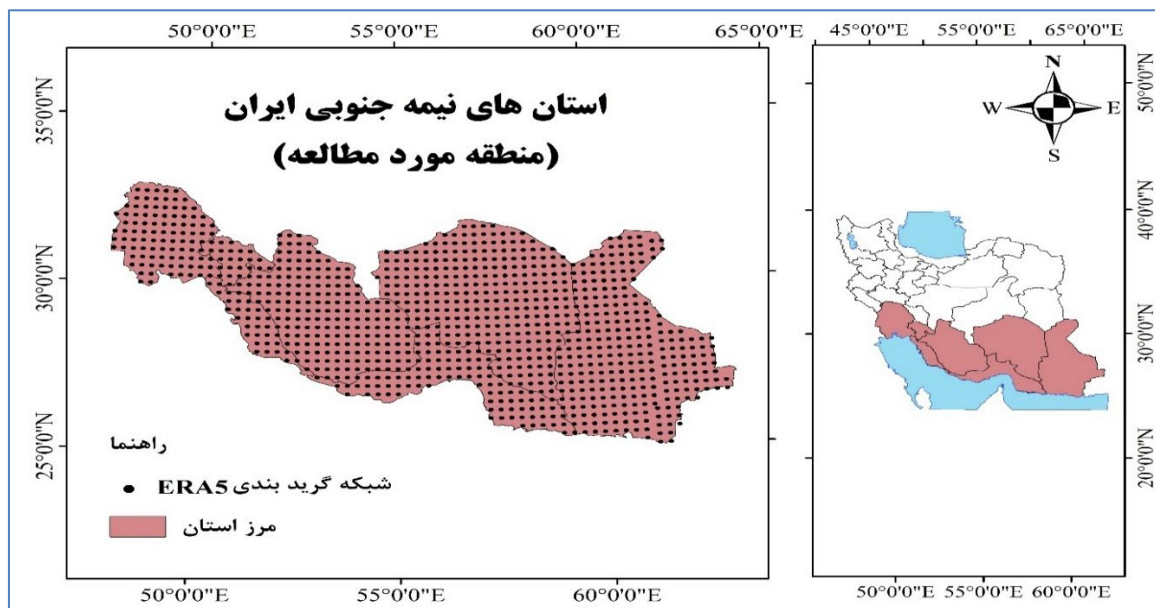 50°0'0"E 55°0'0"E 60°0'0"E 65°0'0"E
35°0'0"N
30°0'0"N
25°0'0"N
استان های نیمه جنوبی ایران
(منطقه مورد مطالعه)
راهنما
شبکه گرید بندی ERA5
مرز استان
50°0'0"E 55°0'0"E 60°0'0"E
45°0'0"E 55°0'0"E 65°0'0"E
N
W E
S
50°0'0"N
40°0'0"N
30°0'0"N
20°0'0"N
50°0'0"E 55°0'0"E 60°0'0"E